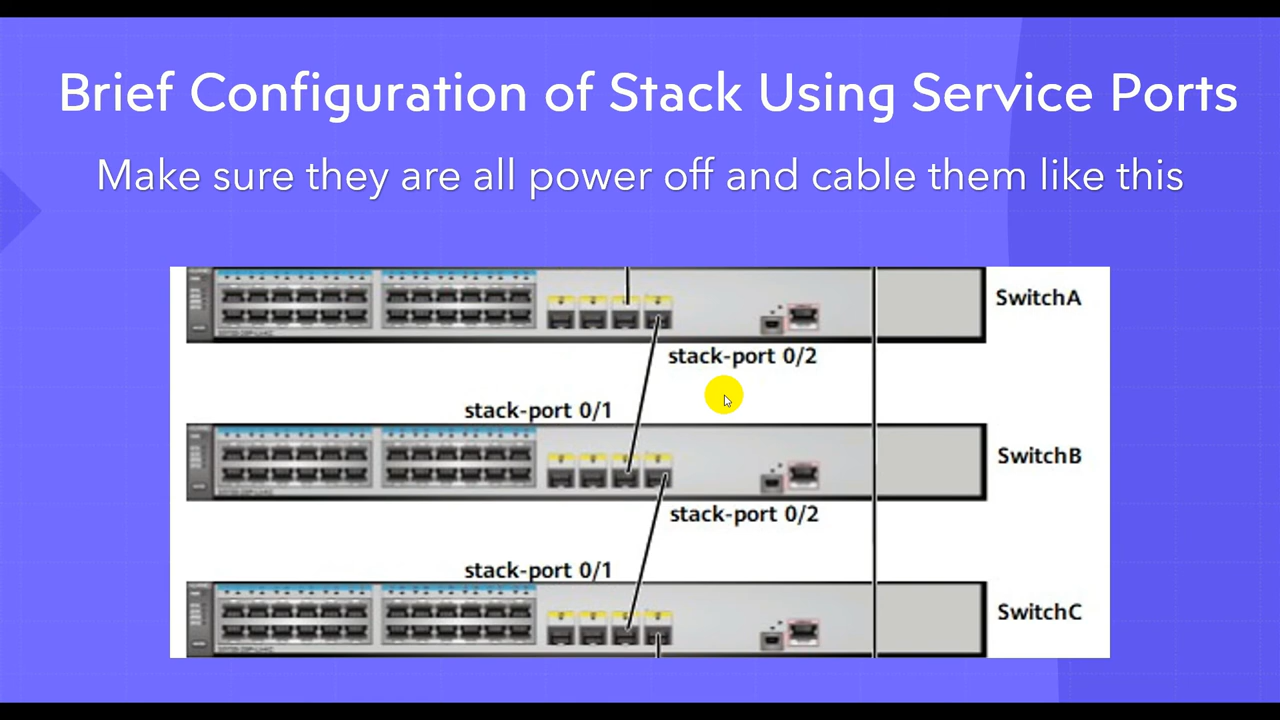 Brief Configuration of Stack Using Service Ports
Make sure they are all power off and cable them like this
SwitchA
stack-port 0/2
stack-port 0/1
SwitchB
stack-port 0/2
stack-port 0/1
SwitchC